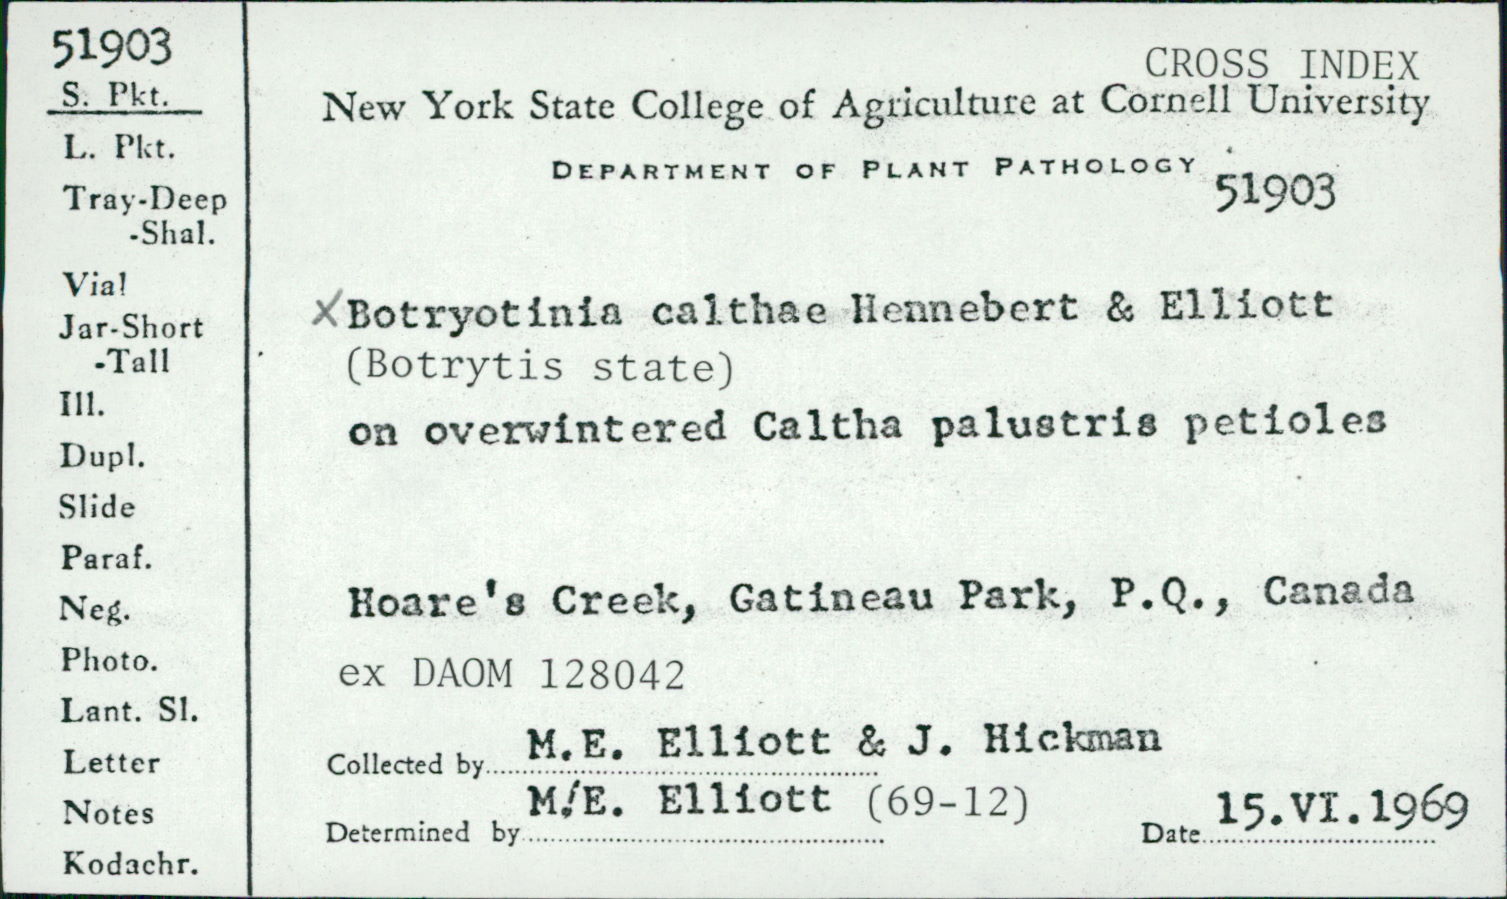 51903
S. Pkt.
L. Pkt.
Tray-Deep
-Shal.
Vial
Jar-Short
-Tall
Ill.
Dupl.
Slide
Paraf.
Neg.
Photo.
Lant. Sl.
Letter
Notes
Kodachr.
CROSS INDEX
New York State College of Agriculture at Cornell University
DEPARTMENT OF PLANT PATHOLOGY
51903
XBotryotinia calthae Hennebert & Elliott
(Botrytis state)
on overwintered Caltha palustris petioles
Hoare's Creek, Gatineau Park, P.Q., Canada
ex DAOM 128042
Collected by M.E. Elliott & J. Hickman
Determined by M/E. Elliott (69-12)
Date 15.VI.1969